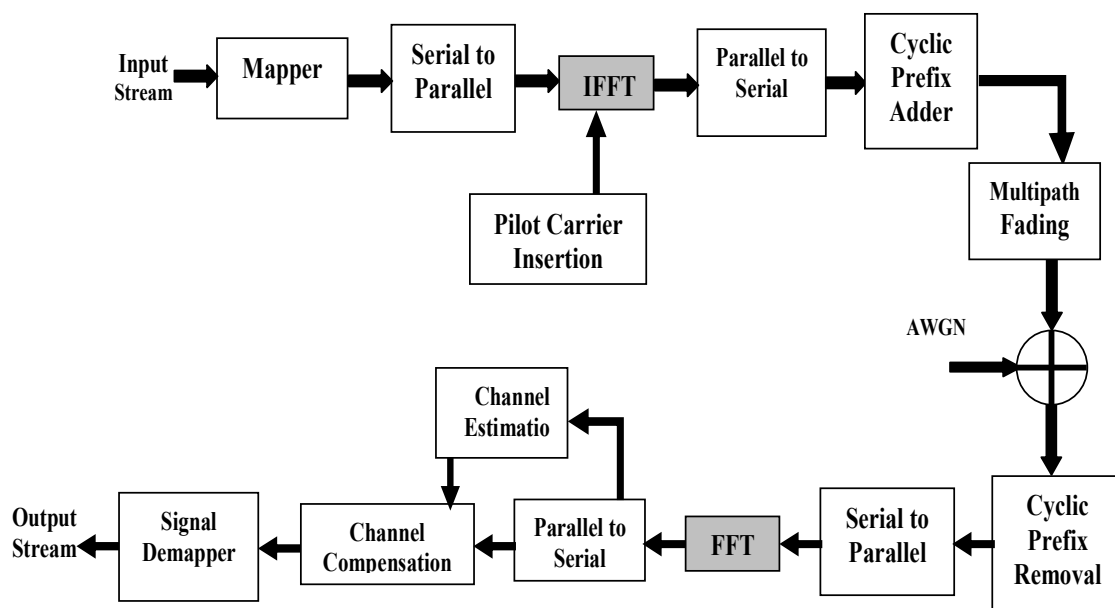 Input
Stream
Mapper
Serial to
Parallel
IFFT
Parallel to
Serial
Cyclic
Prefix
Adder
Pilot Carrier
Insertion
Multipath
Fading
AWGN
Channel
Estimatio
Output
Stream
Signal
Demapper
Channel
Compensation
Parallel to
Serial
FFT
Serial to
Parallel
Cyclic
Prefix
Removal